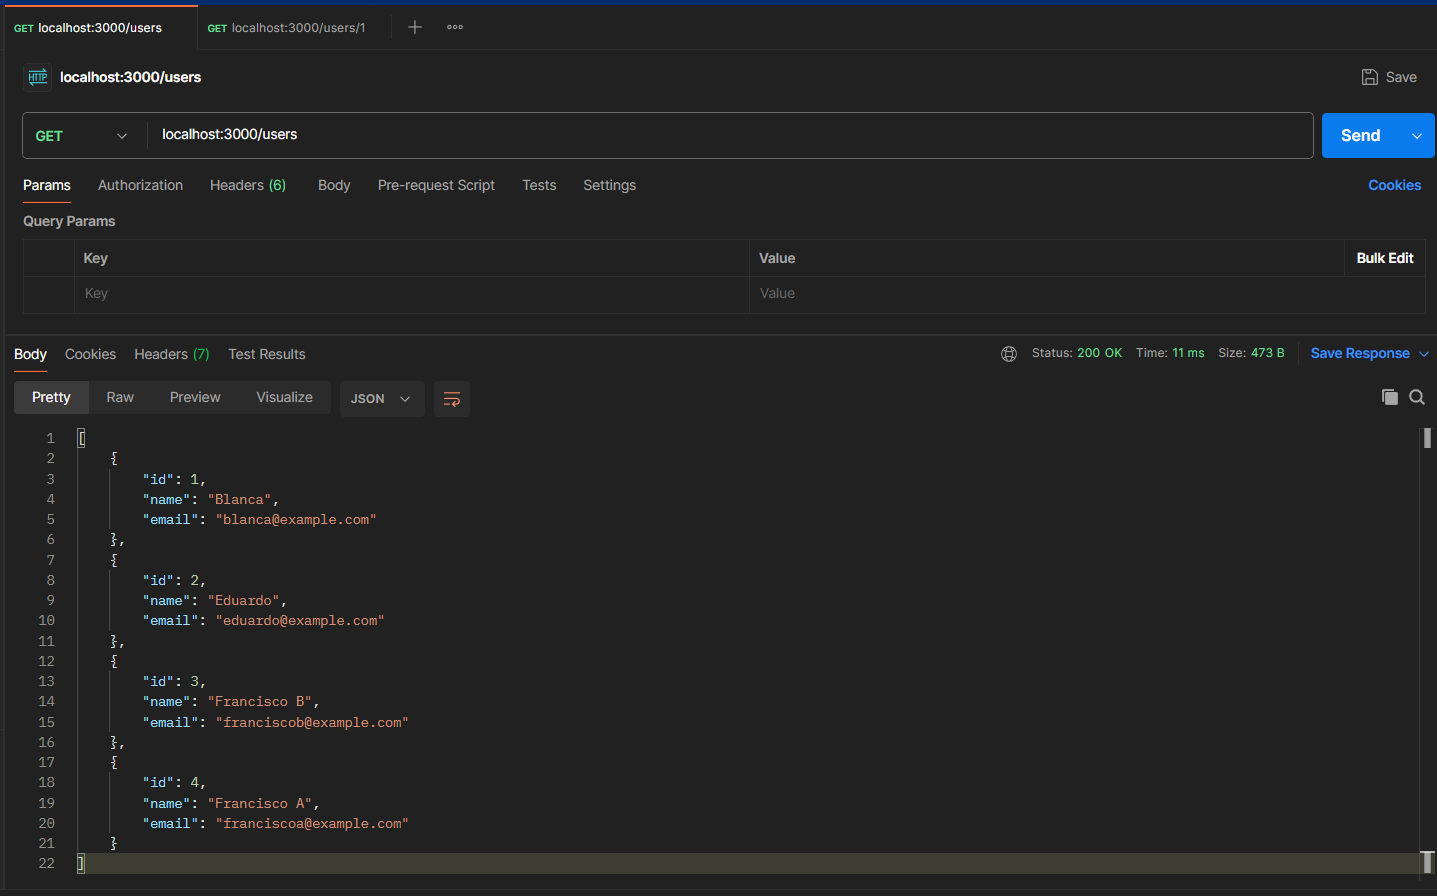 GET localhost:3000/users GET localhost:3000/users/1
HTTP localhost:3000/users Save
GET localhost:3000/users Send
Params Authorization Headers (6) Body Pre-request Script Tests Settings Cookies
Query Params
Key Value Bulk Edit
Key Value
Body Cookies Headers (7) Test Results Status: 200 OK Time: 11 ms Size: 473 B Save Response
Pretty Raw Preview Visualize JSON
1 [
2 {
3 "id": 1,
4 "name": "Blanca",
5 "email": "blanca@example.com"
6 },
7 {
8 "id": 2,
9 "name": "Eduardo",
10 "email": "eduardo@example.com"
11 },
12 {
13 "id": 3,
14 "name": "Francisco B",
15 "email": "franciscob@example.com"
16 },
17 {
18 "id": 4,
19 "name": "Francisco A",
20 "email": "franciscoa@example.com"
21 }
22 ]